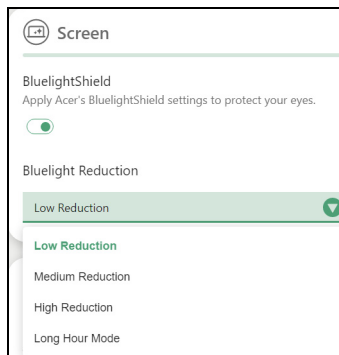 Screen
BluelightShield
Apply Acer's BluelightShield settings to protect your eyes.
Bluelight Reduction
Low Reduction
Low Reduction
Medium Reduction
High Reduction
Long Hour Mode